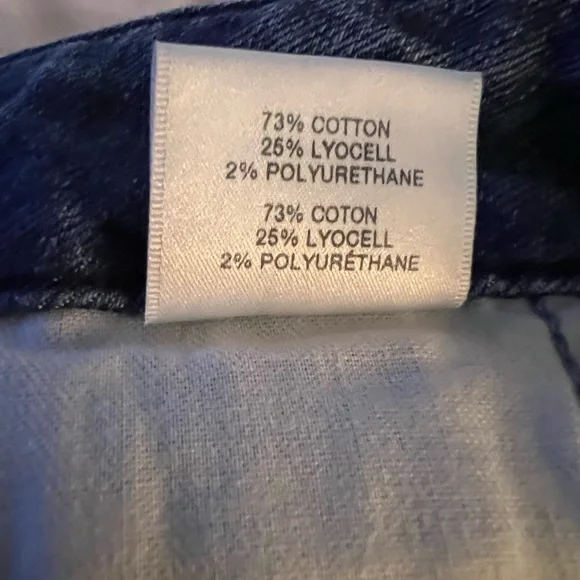 73% COTTON
25% LYOCELL
2% POLYURETHANE
73% COTON
25% LYOCELL
2% POLYURÉTHANE